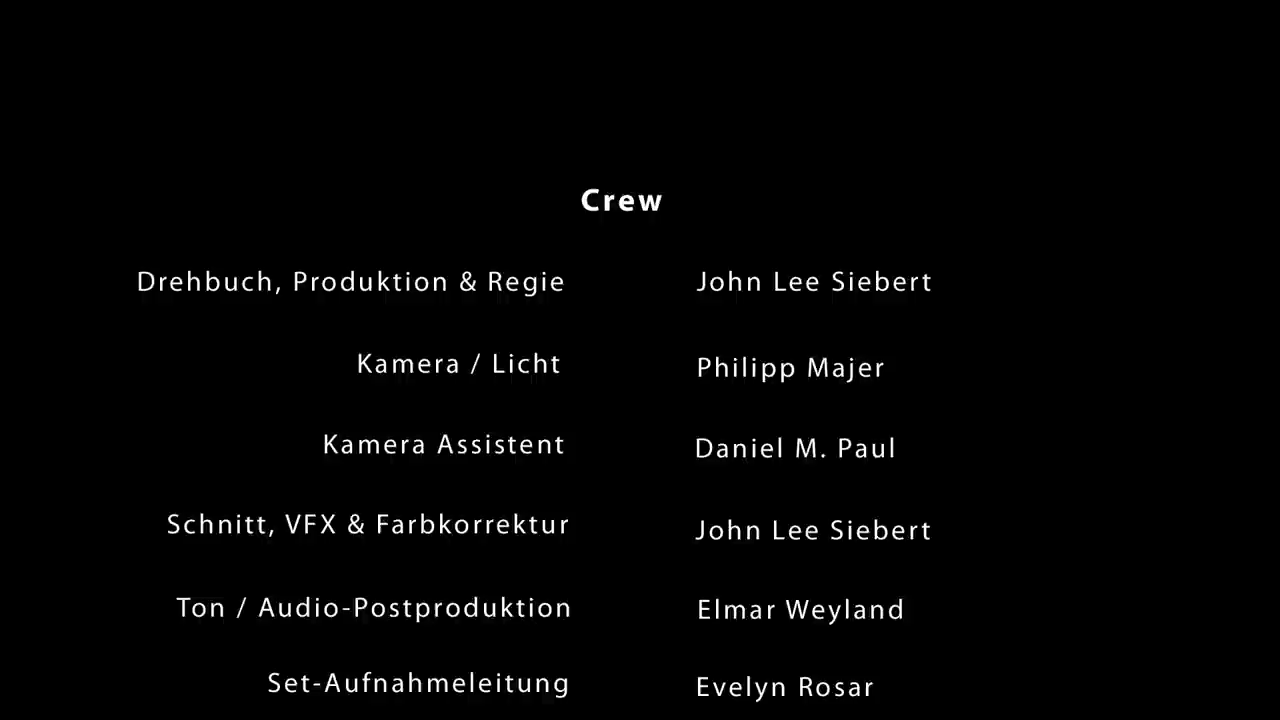 Crew
Drehbuch, Produktion & Regie John Lee Siebert
Kamera / Licht Philipp Majer
Kamera Assistent Daniel M. Paul
Schnitt, VFX & Farbkorrektur John Lee Siebert
Ton / Audio-Postproduktion Elmar Weyland
Set-Aufnahmeleitung Evelyn Rosar